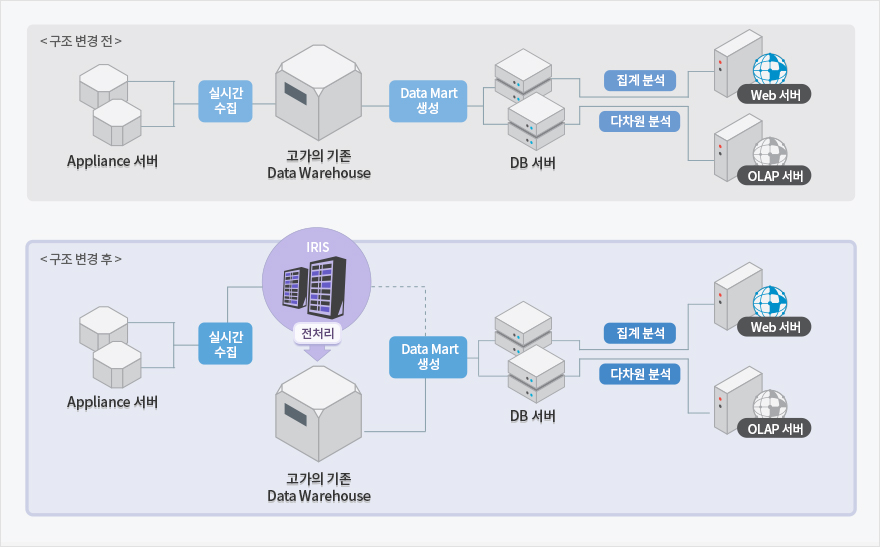 < 구조 변경 전 >
실시간
수집
Data Mart
생성
집계 분석
다차원 분석
Web 서버
OLAP 서버
Appliance 서버
고가의 기존
Data Warehouse
DB 서버
< 구조 변경 후 >
IRIS
전처리
실시간
수집
Data Mart
생성
집계 분석
다차원 분석
Web 서버
OLAP 서버
Appliance 서버
DB 서버
고가의 기존
Data Warehouse